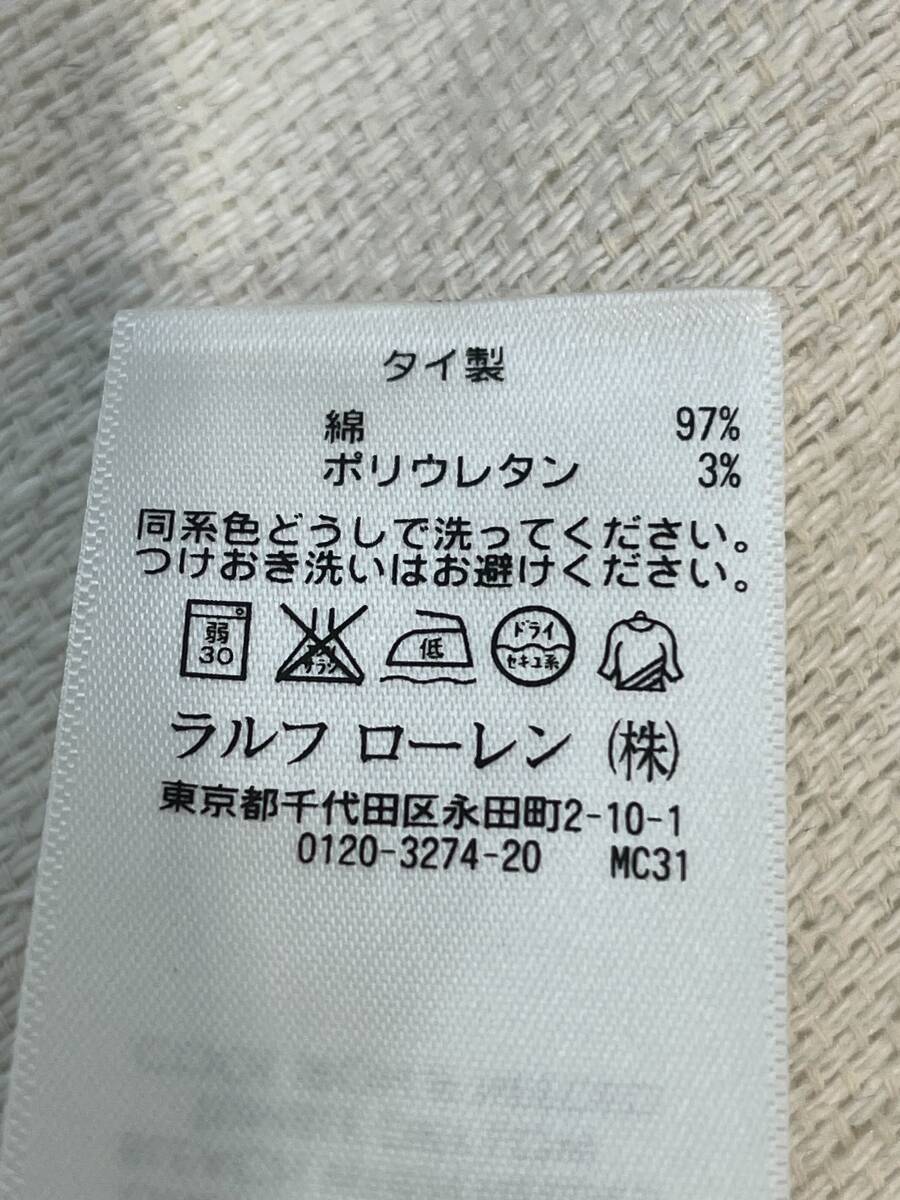 タイ製
綿 97%
ポリウレタン 3%
同系色どうしで洗ってください。
つけおき洗いはお避けください。
弱 30 低 ドライ セキユ系
ラルフ ローレン (株)
東京都千代田区永田町2-10-1
0120-3274-20 MC31